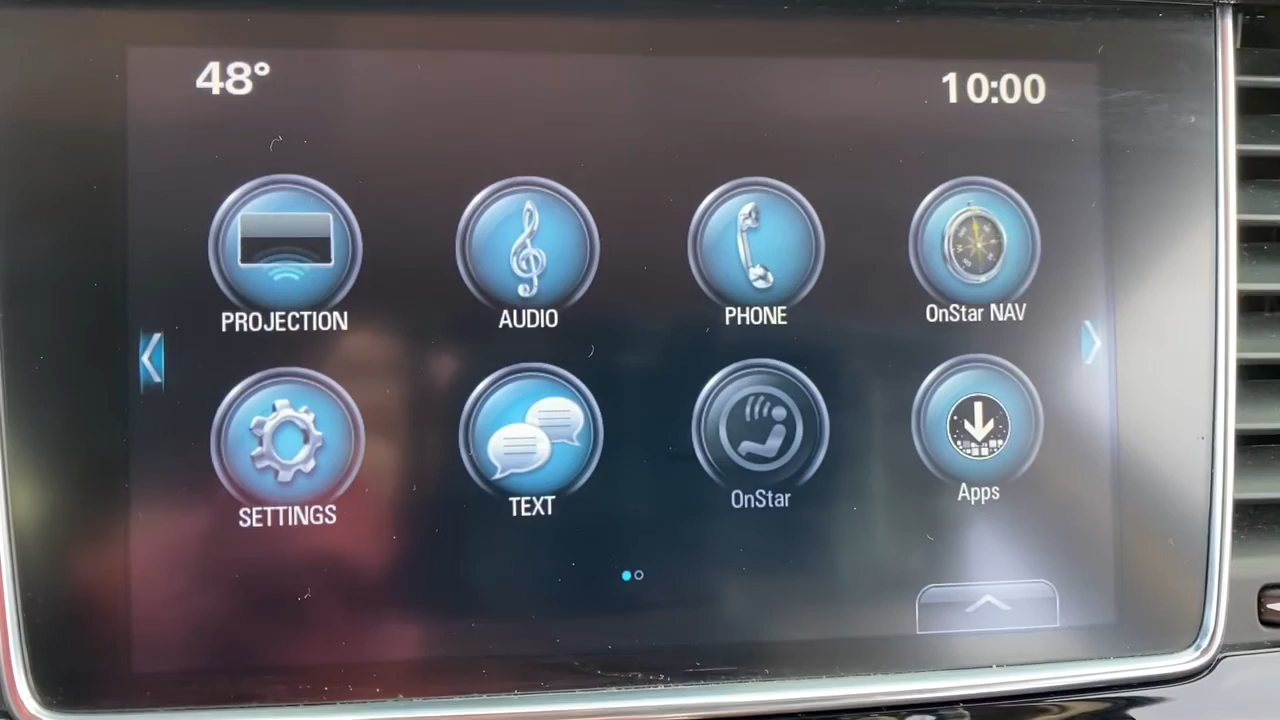 48° 10:00
PROJECTION AUDIO PHONE OnStar NAV
SETTINGS TEXT OnStar Apps